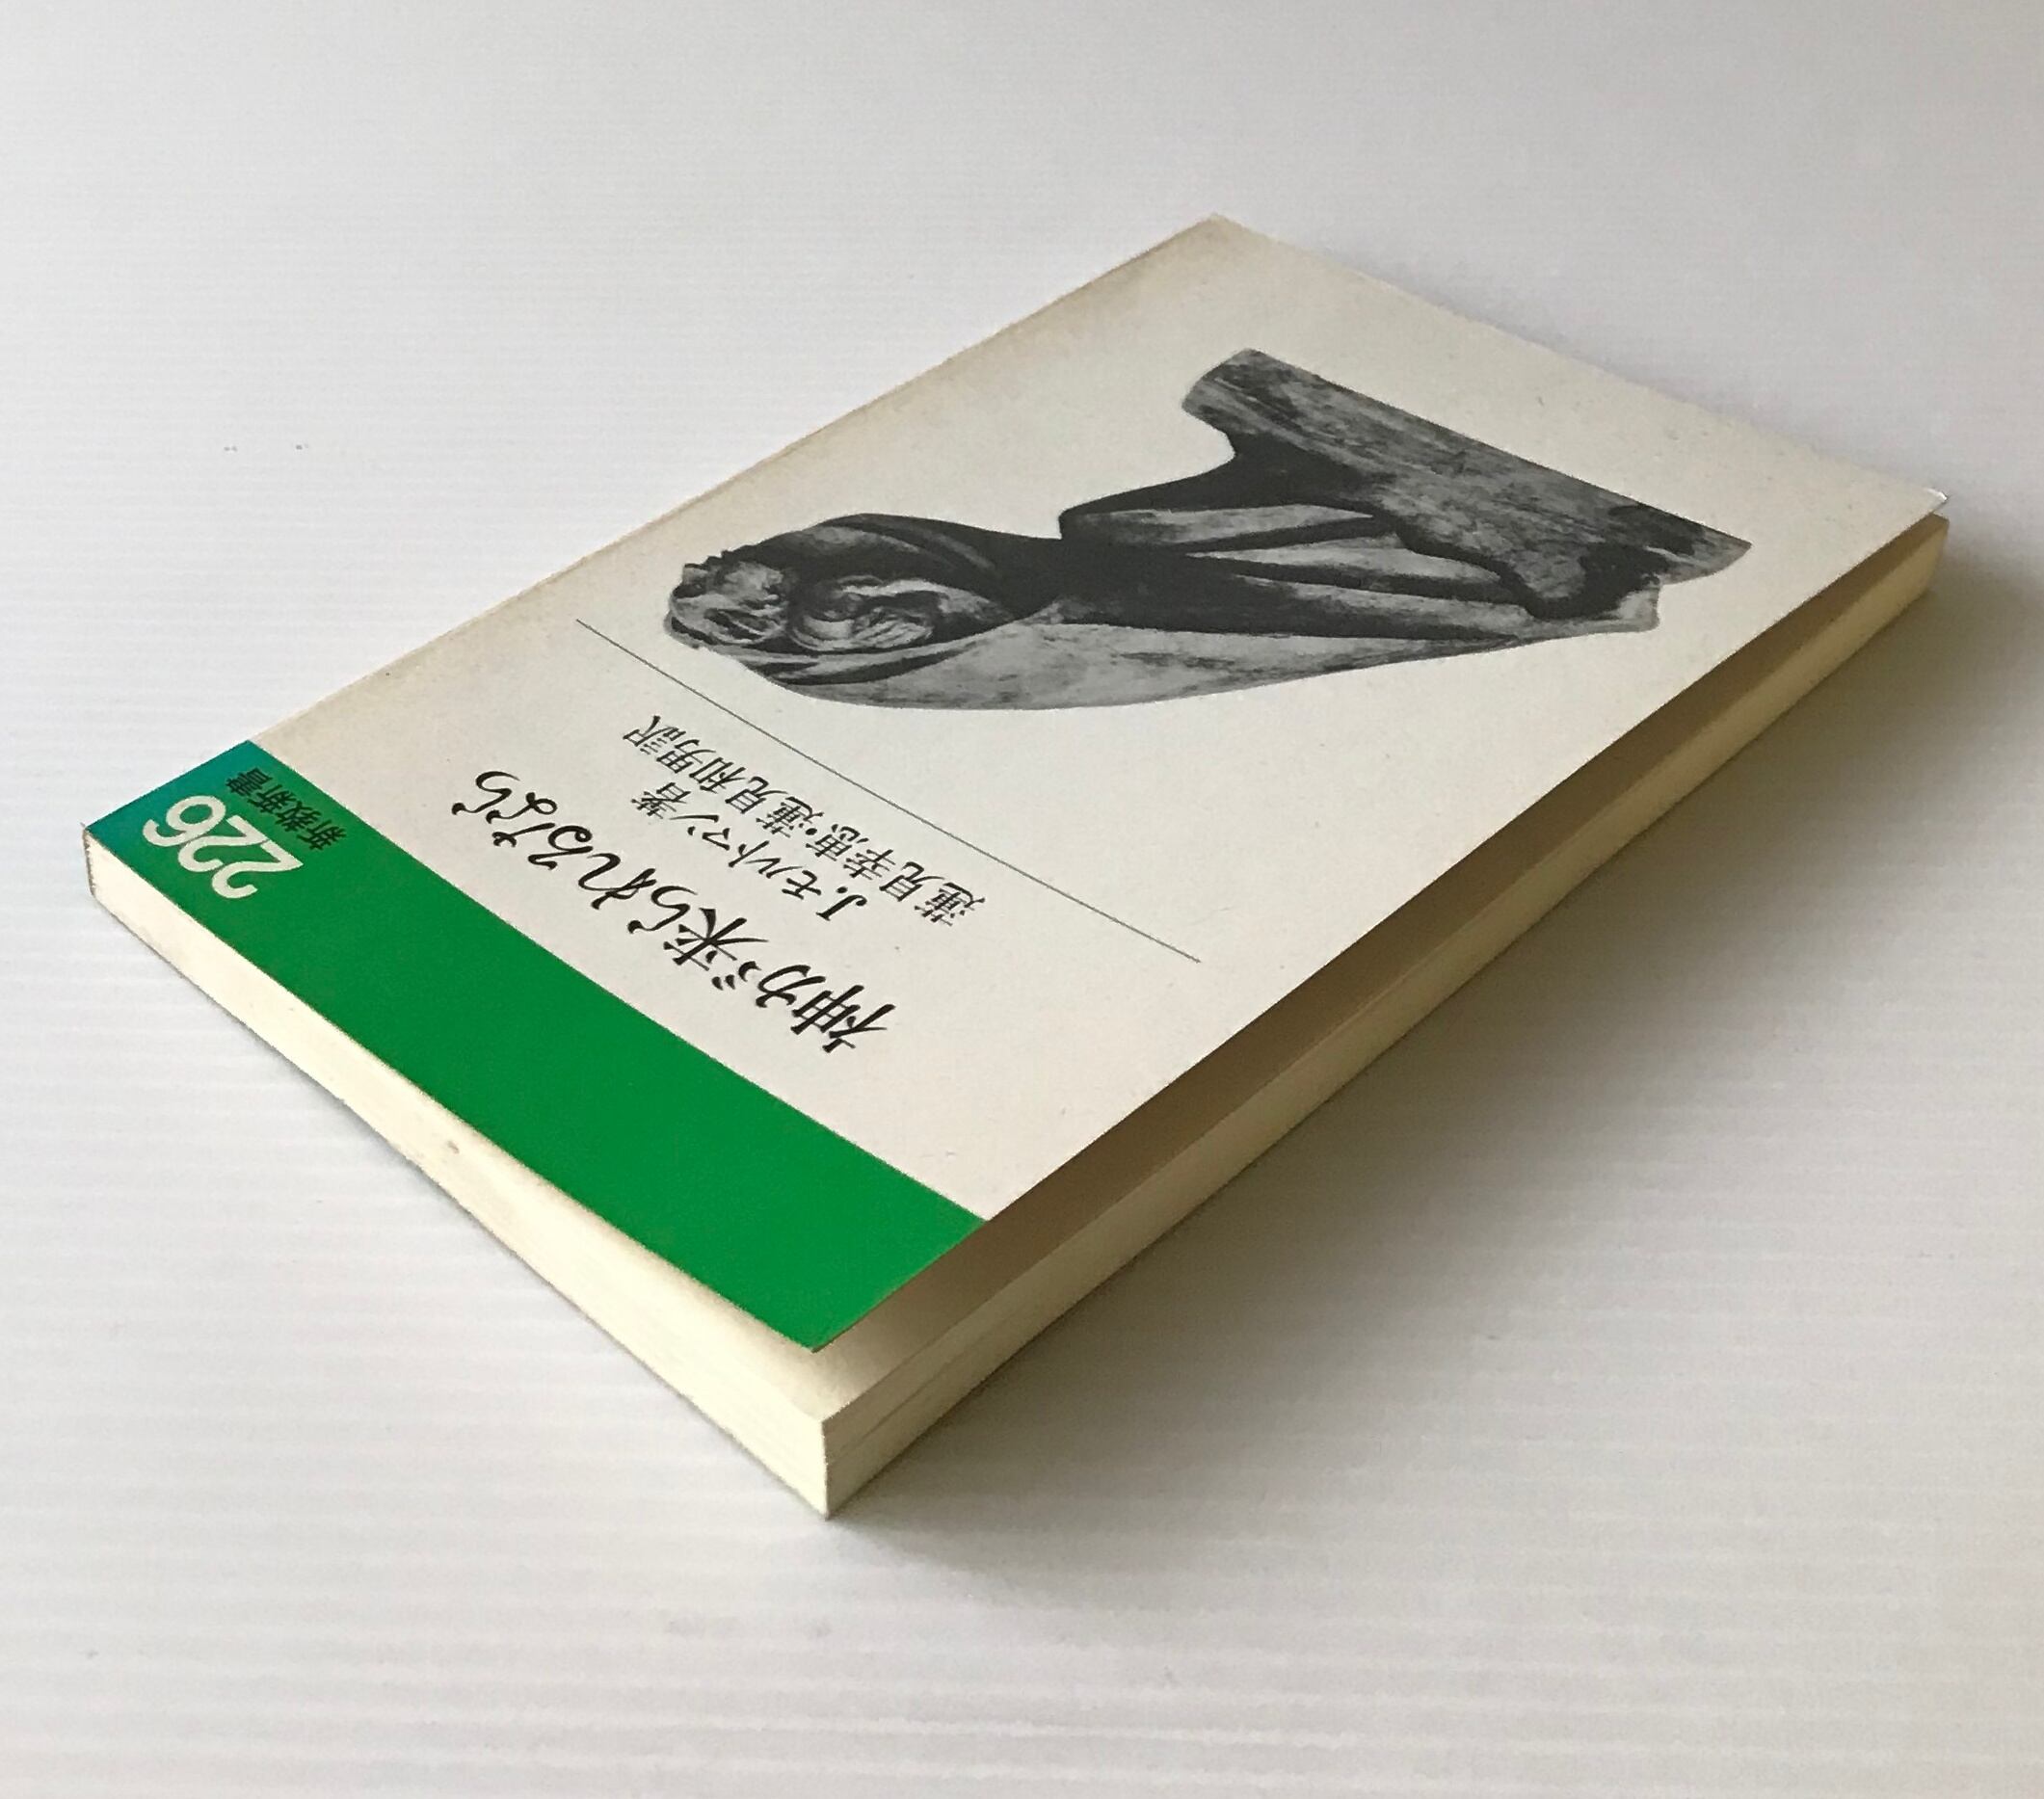 新教新書
226
神が来られるなら
J.モルトマン著
蓮見幸恵・蓮見和男訳